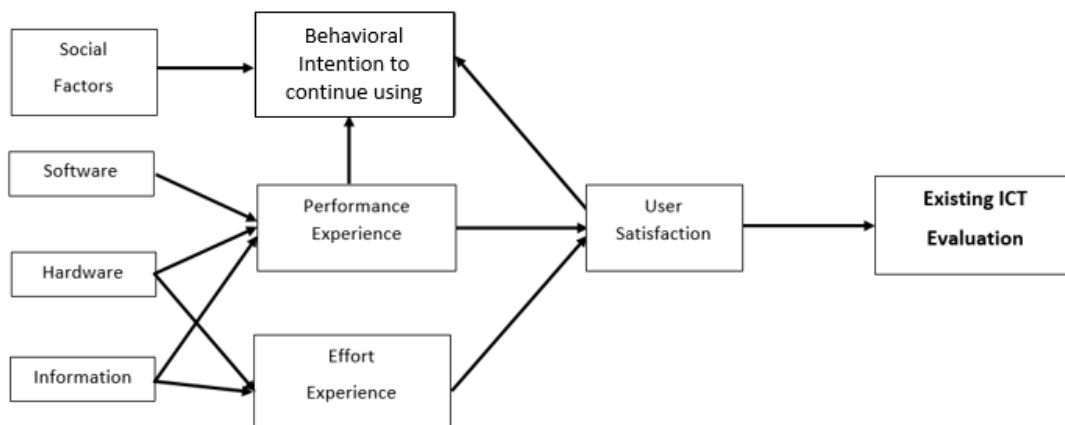 Social
Factors
Behavioral
Intention to
continue using
Software
Performance
Experience
User
Satisfaction
Existing ICT
Evaluation
Hardware
Information
Effort
Experience